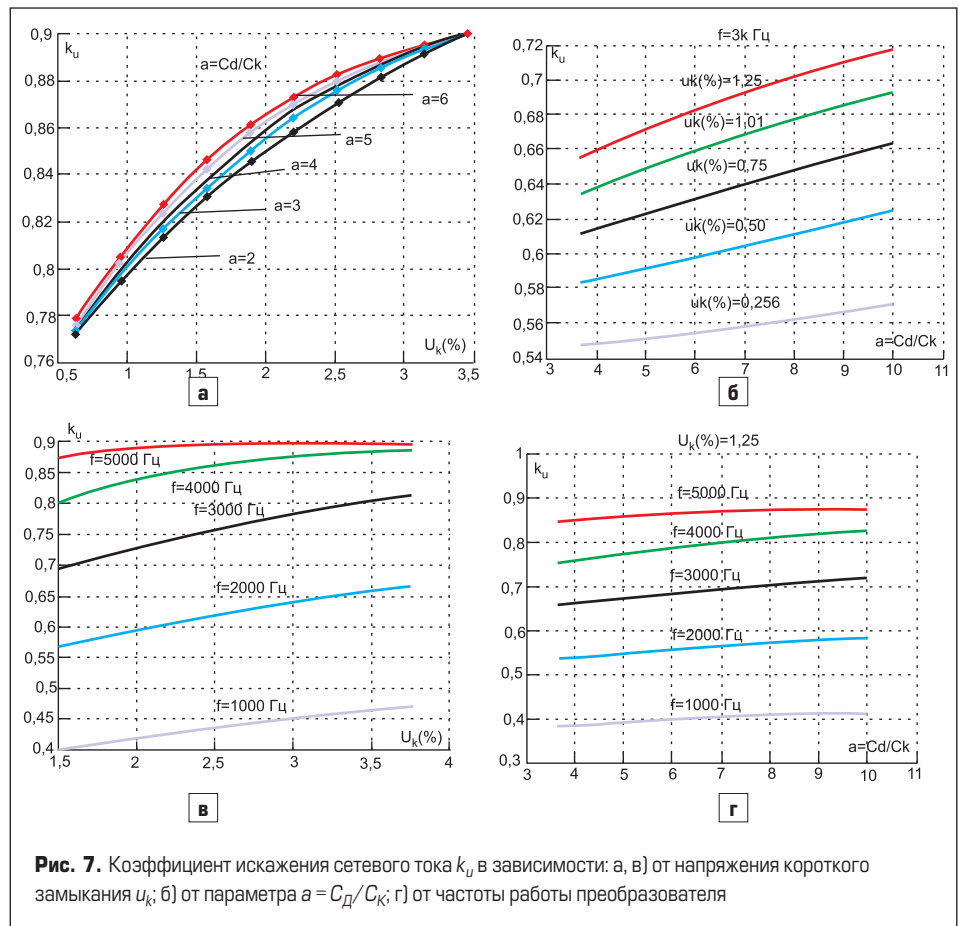 0,9
k_u
a=Cd/Ck
0,88
a=6
0,86
a=5
0,84
a=4
0,82
a=3
0,8
a=2
0,78
0,76
U_k(%)
0,5 1 1,5 2 2,5 3 3,5
а
0,72
k_u
f=3k Гц
0,7
uk(%)=1,25
0,68
uk(%)=1,01
0,66
uk(%)=0,75
0,64
0,62
uk(%)=0,50
0,6
0,58
uk(%)=0,256
0,56
0,54
a=Cd/Ck
3 4 5 6 7 8 9 10 11
б
k_u
0,9
f=5000 Гц
0,85
f=4000 Гц
0,8
f=3000 Гц
0,75
0,7
0,65
f=2000 Гц
0,6
0,55
0,5
f=1000 Гц
0,45
0,4
U_k(%)
1,5 2 2,5 3 3,5 4
в
U_k(%)=1,25
1
k_u
f=5000 Гц
0,9
f=4000 Гц
0,8
f=3000 Гц
0,7
f=2000 Гц
0,6
0,5
f=1000 Гц
0,4
0,3
a=Cd/Ck
3 4 5 6 7 8 9 10 11
г
Рис. 7. Коэффициент искажения сетевого тока k_u в зависимости: а, в) от напряжения короткого
замыкания u_k; б) от параметра a = C_Д/C_К; г) от частоты работы преобразователя